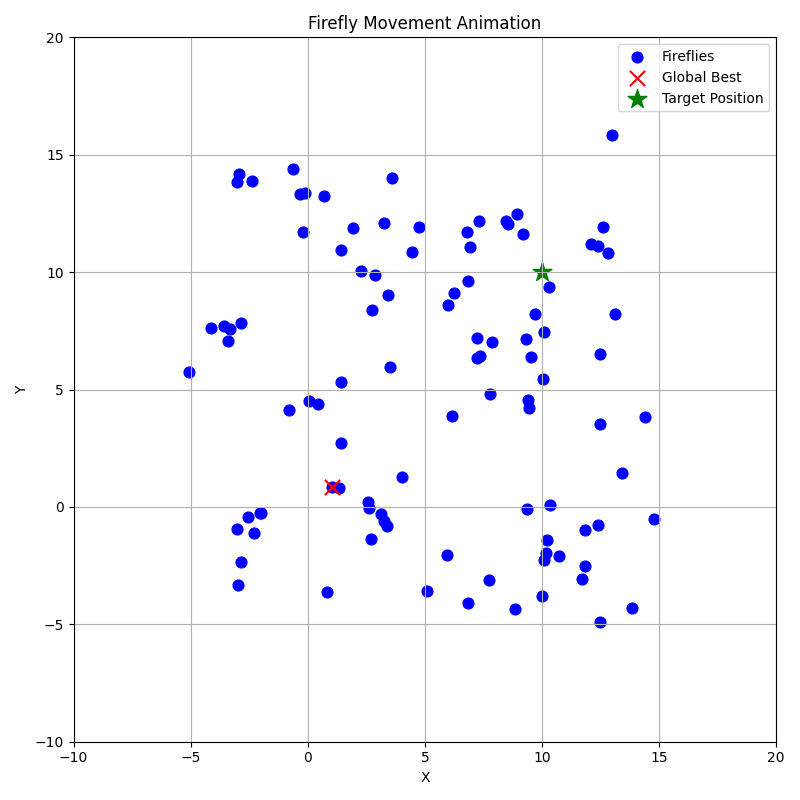 Firefly Movement Animation
Fireflies
Global Best
Target Position
Y
20
15
10
5
0
−5
−10
−10
−5
0
5
10
15
20
X